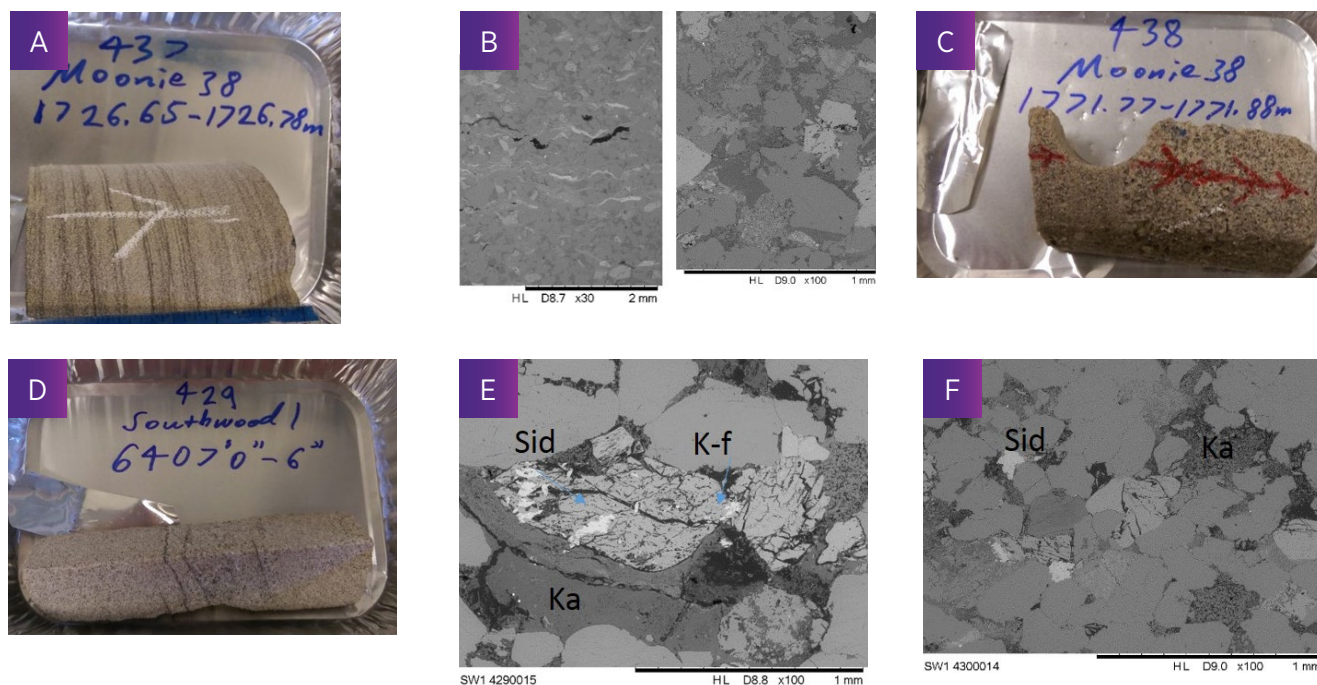 A
437
Moonie 38
1726.65-1726.78m
B
HL D8.7 x30 2 mm
HL D9.0 x100 1 mm
C
438
Moonie 38
1771.77-1771.88m
D
429
Southwood 1
6407'0"-6"
E
Sid
K-f
Ka
SW1 4290015
HL D8.8 x100 1 mm
F
Sid
Ka
SW1 4300014
HL D9.0 x100 1 mm